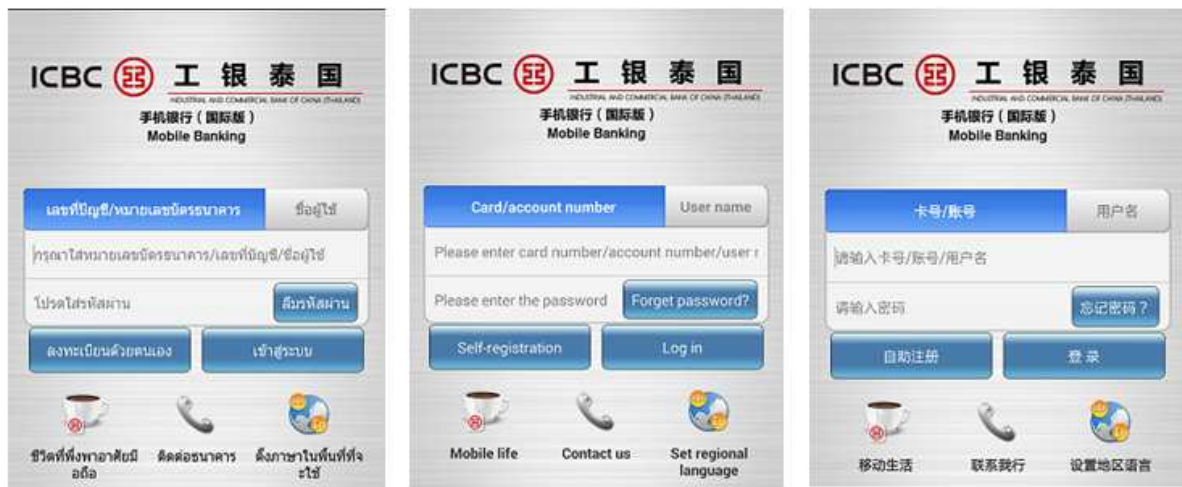 ICBC 工银泰国
INDUSTRIAL AND COMMERCIAL BANK OF CHINA (THAILAND)
手机银行（国际版）
Mobile Banking
เลขที่บัญชี/หมายเลขบัตรธนาคาร ชื่อผู้ใช้
กรุณาใส่หมายเลขบัตรธนาคาร/เลขที่บัญชี/ชื่อผู้ใช้
โปรดใส่รหัสผ่าน ลืมรหัสผ่าน
ลงทะเบียนด้วยตนเอง เข้าสู่ระบบ
ชีวิตที่พึ่งพาอาศัยมื
อถือ
ติดต่อธนาคาร
ตั้งภาษาในพื้นที่ที่จ
ะใช้
ICBC 工银泰国
INDUSTRIAL AND COMMERCIAL BANK OF CHINA (THAILAND)
手机银行（国际版）
Mobile Banking
Card/account number User name
Please enter card number/account number/user r
Please enter the password Forget password?
Self-registration Log in
Mobile life
Contact us
Set regional
language
ICBC 工银泰国
INDUSTRIAL AND COMMERCIAL BANK OF CHINA (THAILAND)
手机银行（国际版）
Mobile Banking
卡号/账号 用户名
请输入卡号/账号/用户名
请输入密码 忘记密码？
自助注册 登录
移动生活
联系我行
设置地区语言